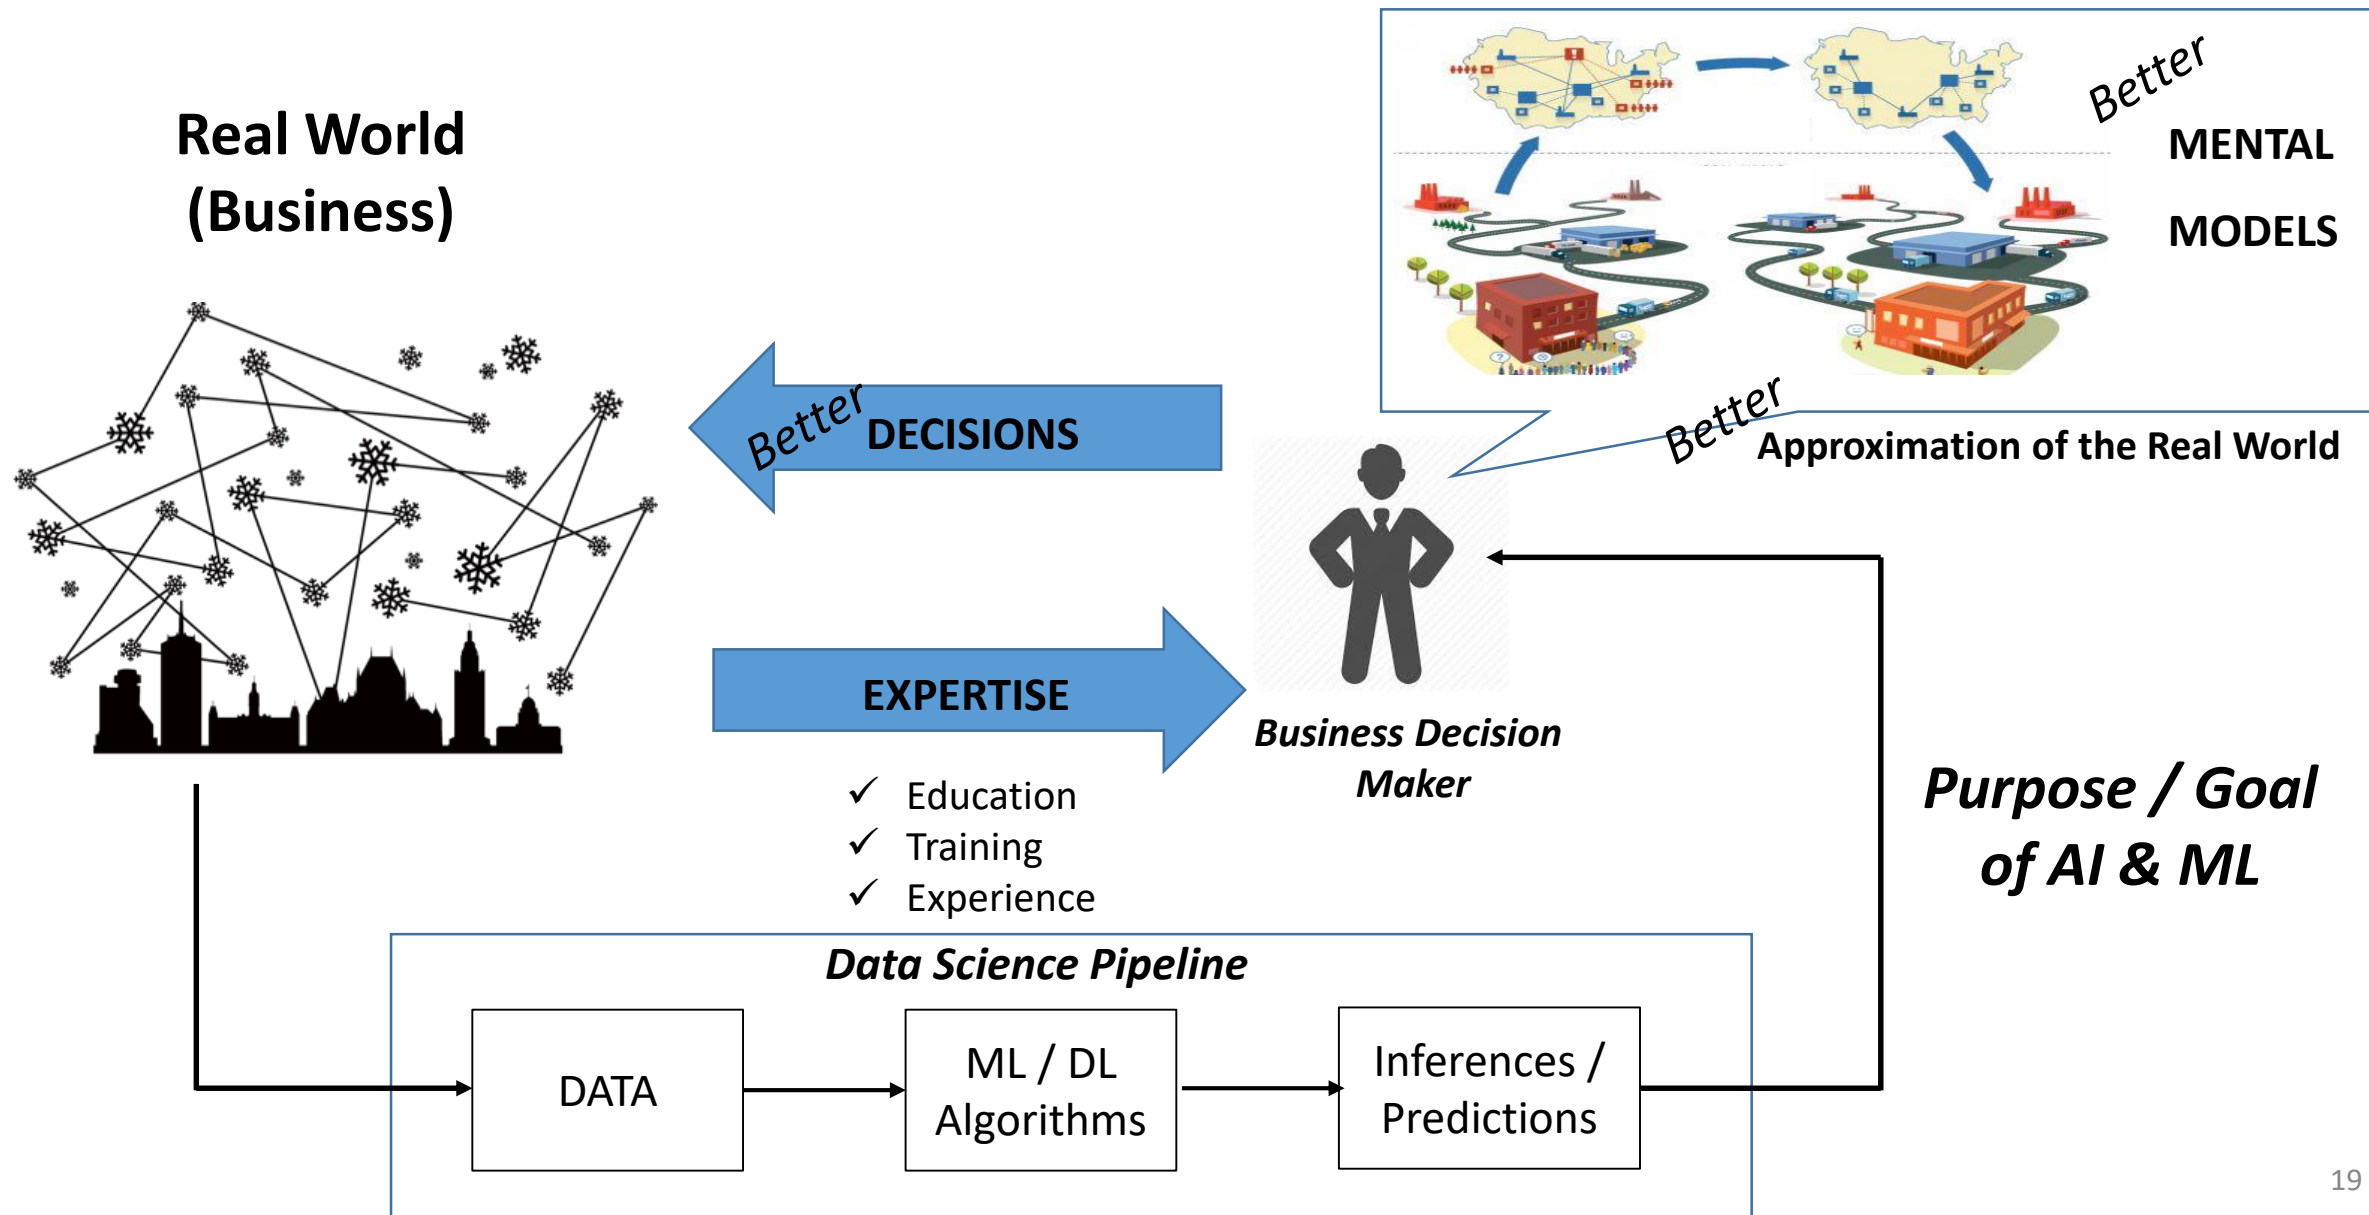 Real World
(Business)
Better
MENTAL
MODELS
Better
DECISIONS
Better
Approximation of the Real World
EXPERTISE
Business Decision
Maker
✓ Education
✓ Training
✓ Experience
Purpose / Goal
of AI & ML
Data Science Pipeline
DATA
ML / DL
Algorithms
Inferences /
Predictions
19